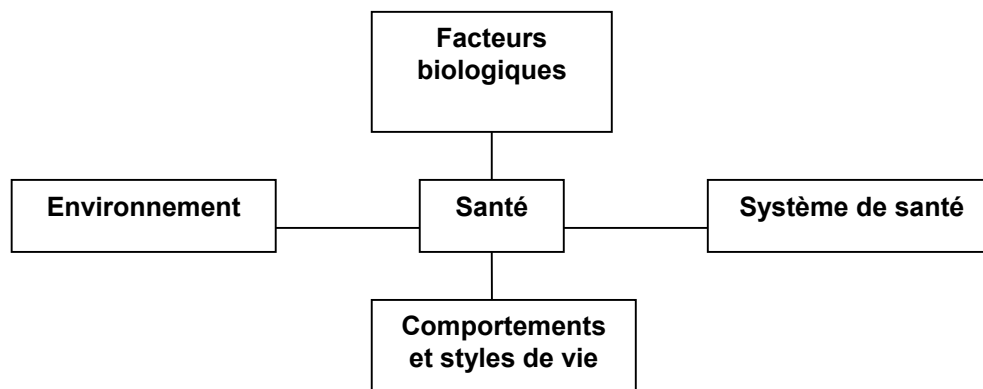 Facteurs
biologiques
Environnement
Santé
Système de santé
Comportements
et styles de vie